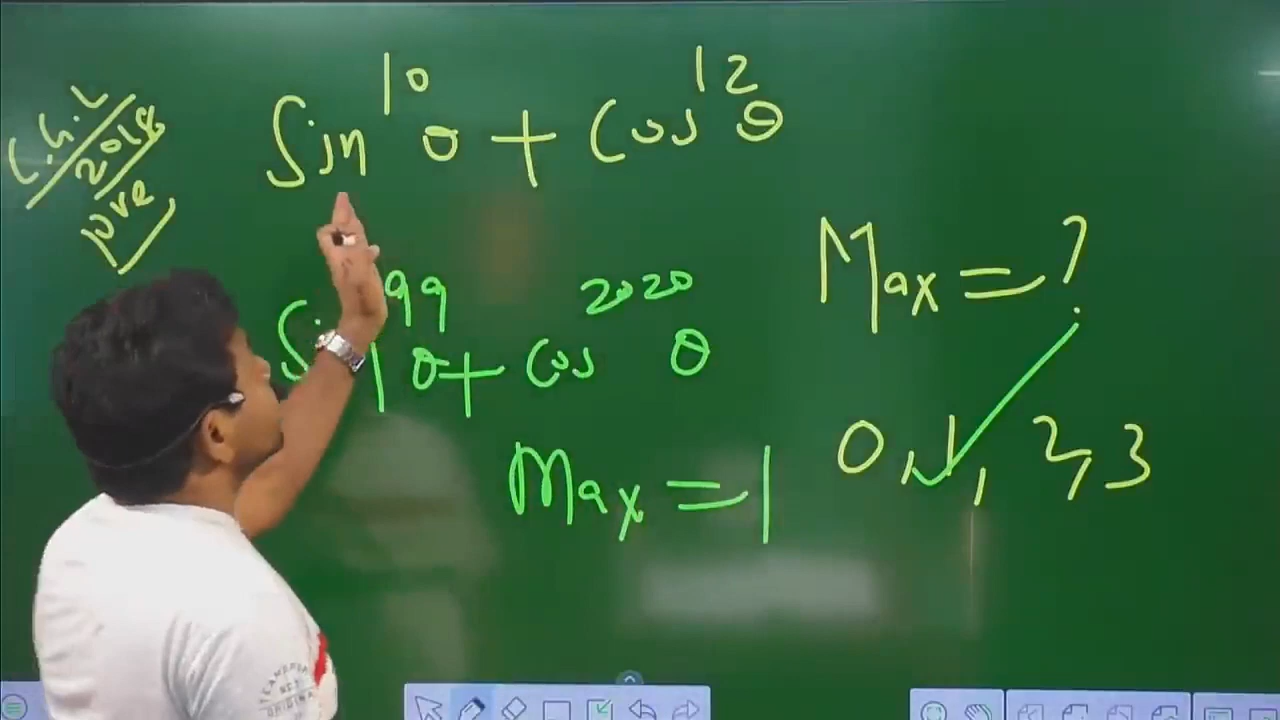 C.G.L
2018
pre
Sin¹⁰θ + Cos¹²θ
Max = ?
Sin⁹⁹θ + Cos²⁰²⁰θ
0, 1, 2, 3
Max = 1